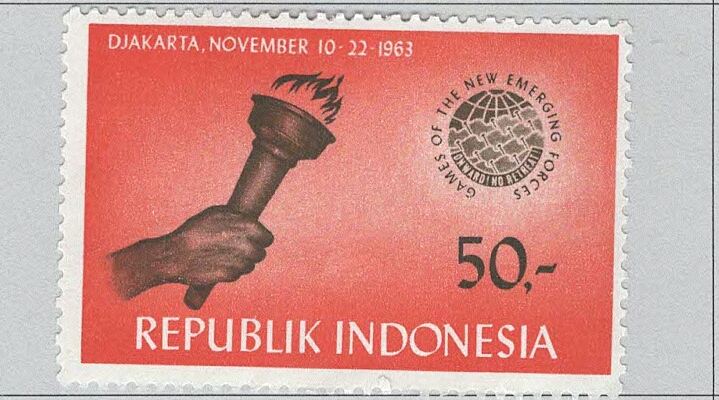 DJAKARTA, NOVEMBER 10-22-1963
GAMES OF THE NEW EMERGING FORCES
ONWARD! NO RETREAT
50,-
REPUBLIK INDONESIA